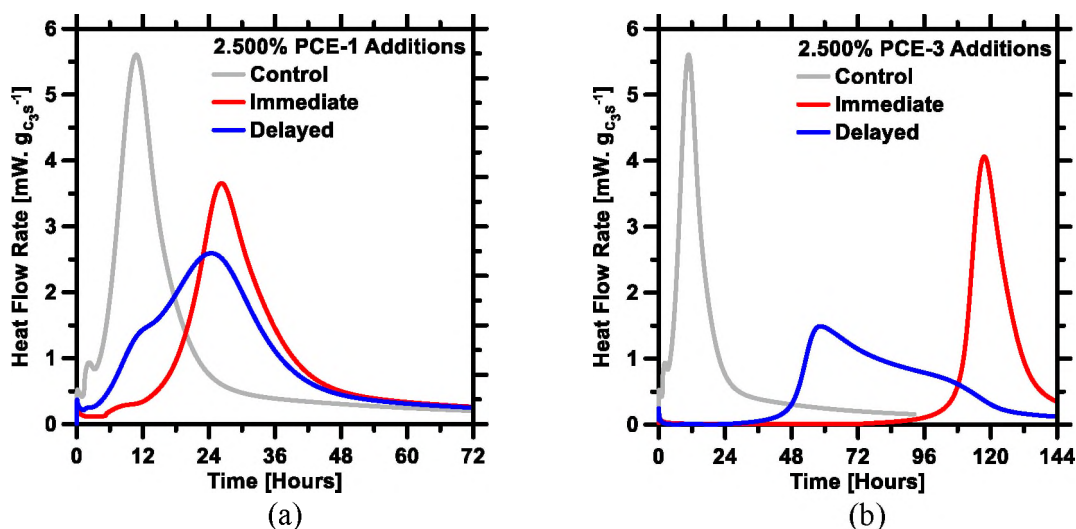 2.500% PCE-1 Additions
Control
Immediate
Delayed
Heat Flow Rate [mW. g_C₃S⁻¹]
6
5
4
3
2
1
0
0 12 24 36 48 60 72
Time [Hours]
(a)
2.500% PCE-3 Additions
Control
Immediate
Delayed
Heat Flow Rate [mW. g_C₃S⁻¹]
6
5
4
3
2
1
0
0 24 48 72 96 120 144
Time [Hours]
(b)